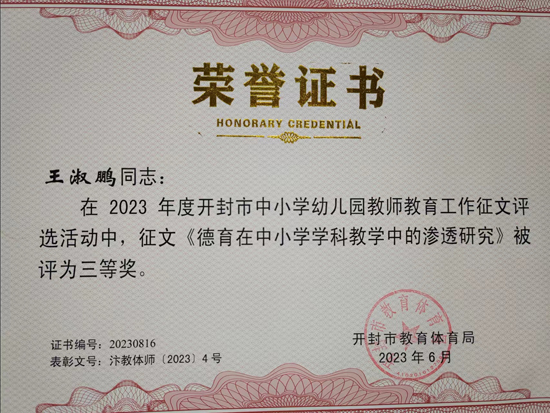 荣誉证书
HONORARY CREDENTIAL
王淑鹏同志：
在 2023 年度开封市中小学幼儿园教师教育工作征文评
选活动中，征文《德育在中小学学科教学中的渗透研究》被
评为三等奖。
证书编号：20230816
表彰文号：汴教体师〔2023〕4号
开封市教育体育局
2023年6月